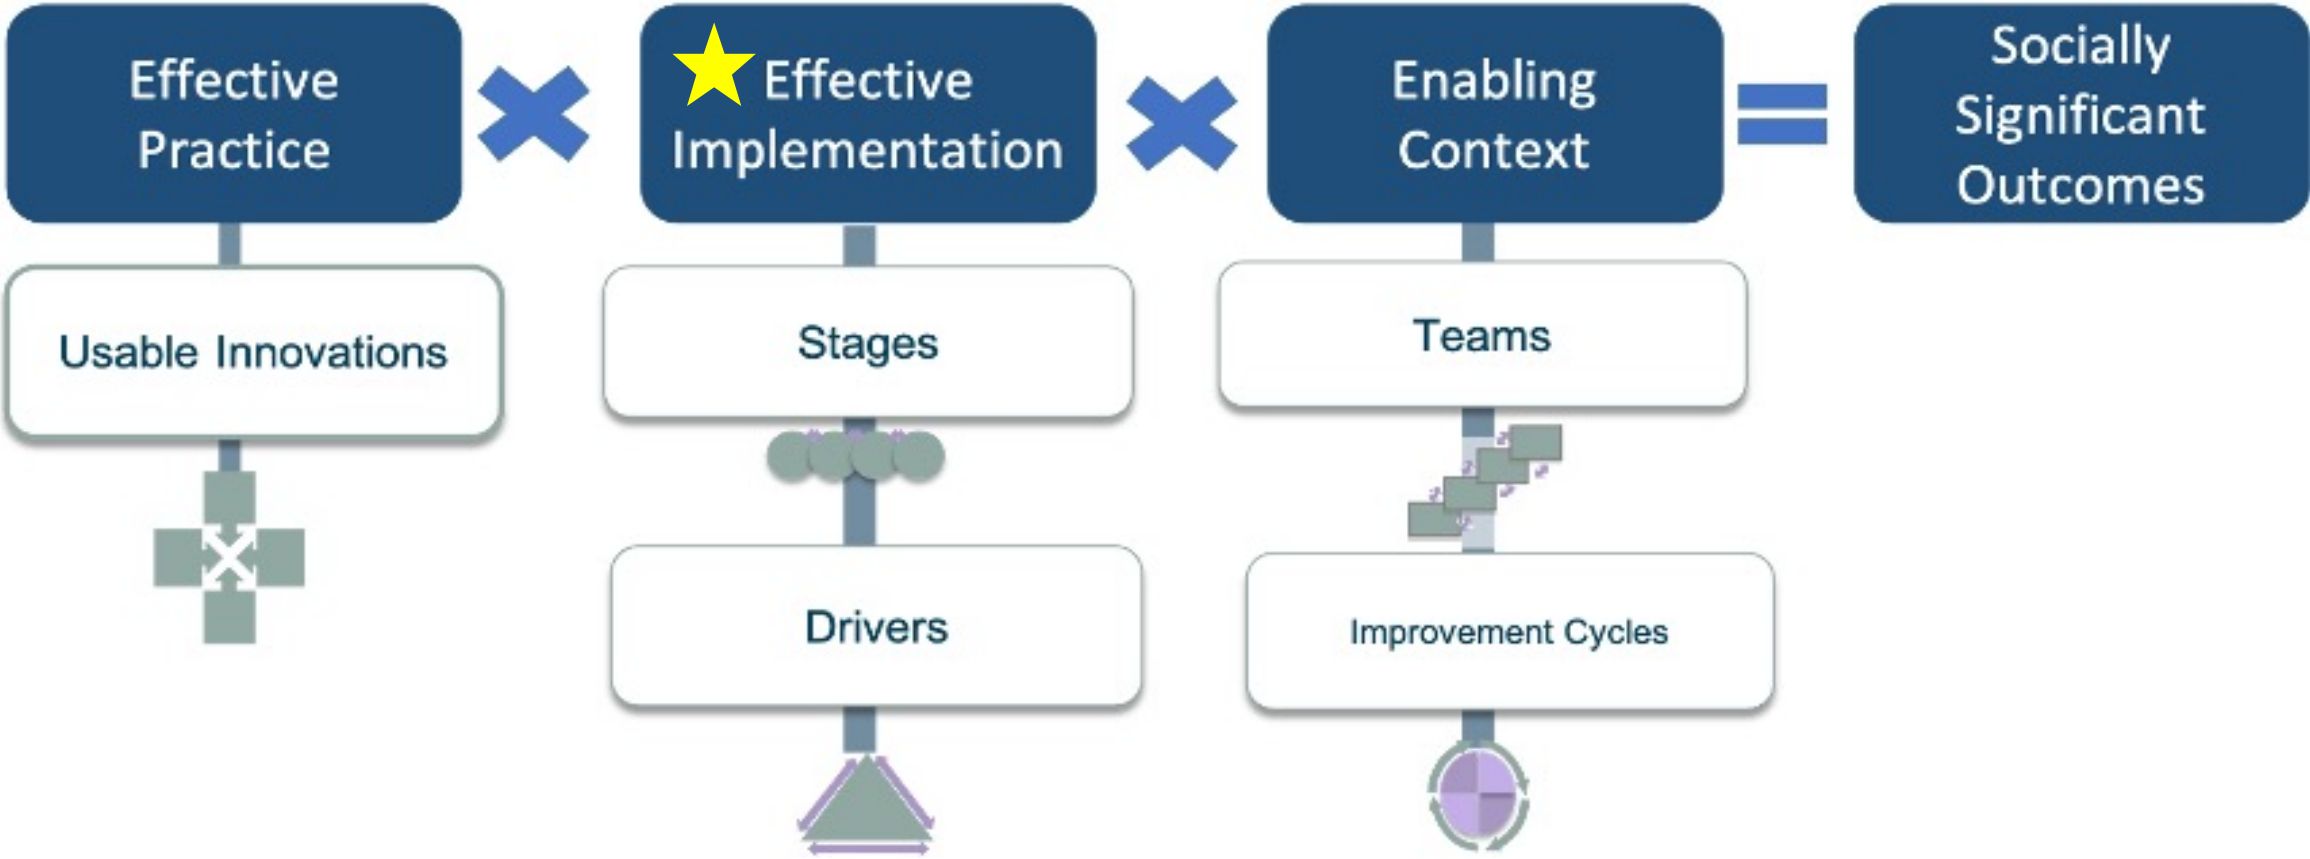 Effective
Practice
Effective
Implementation
Enabling
Context
Socially
Significant
Outcomes
Usable Innovations
Stages
Teams
Drivers
Improvement Cycles